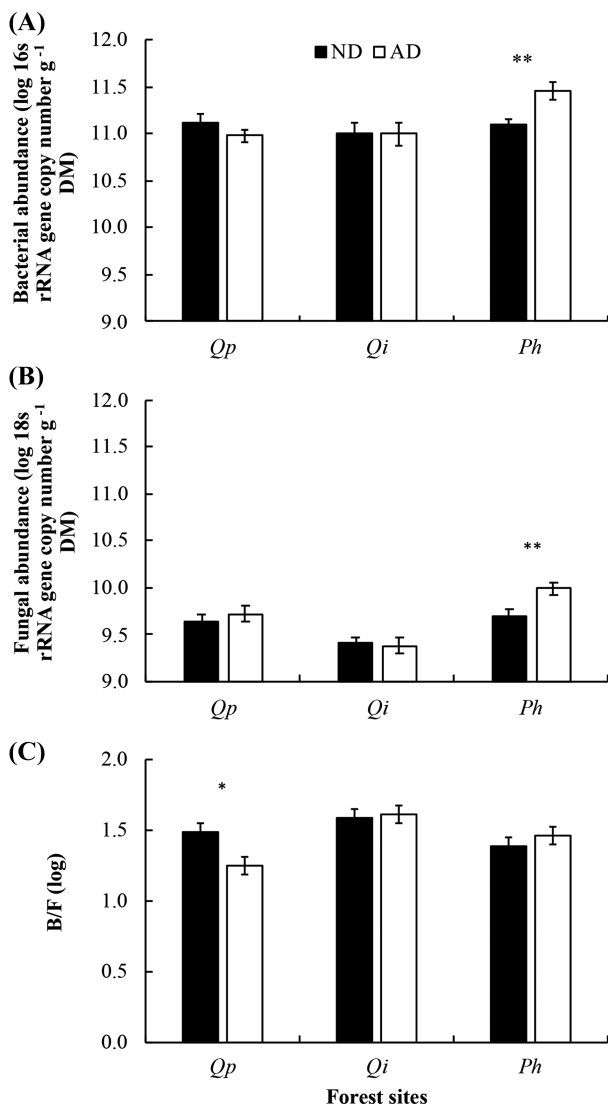 (A)
Bacterial abundance (log 16s
rRNA gene copy number g -1
DM)
12.0
11.5
11.0
10.5
10.0
9.5
9.0
ND AD
**
Qp Qi Ph
(B)
Fungal abundance (log 18s
rRNA gene copy number g -1
DM)
12.0
11.5
11.0
10.5
10.0
9.5
9.0
**
Qp Qi Ph
(C)
B/F (log)
2.0
1.5
1.0
0.5
0.0
*
Qp Qi Ph
Forest sites